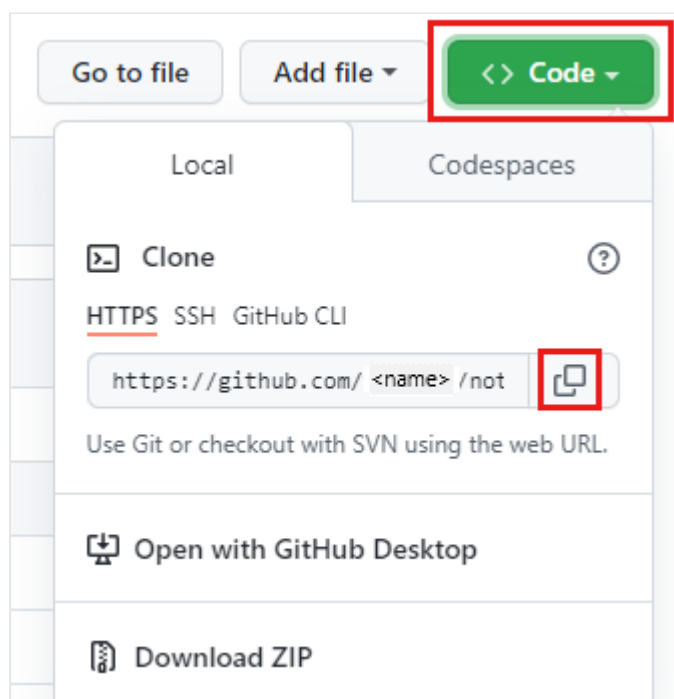 Go to file Add file <> Code
Local Codespaces
Clone
HTTPS SSH GitHub CLI
https://github.com/ <name> /not
Use Git or checkout with SVN using the web URL.
Open with GitHub Desktop
Download ZIP